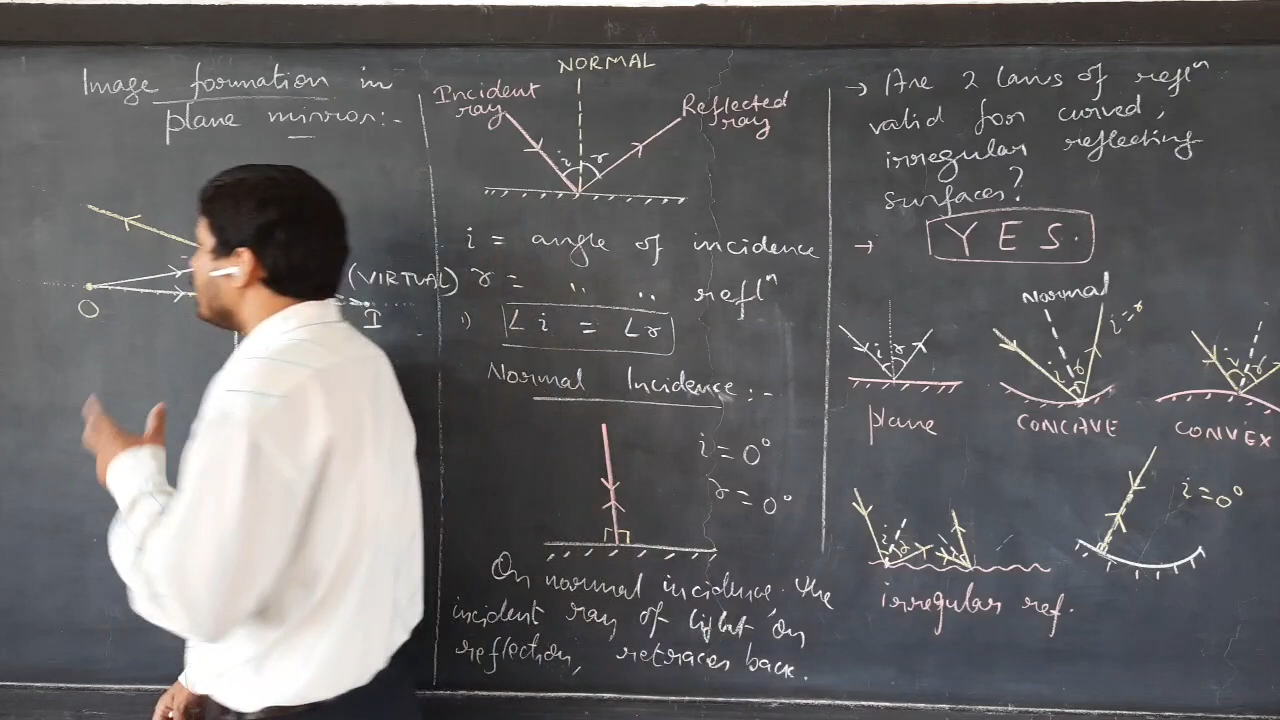 Image formation in
plane mirror:-
O
(VIRTUAL)
I
NORMAL
Incident
ray
Reflected
ray
i r
i = angle of incidence
r = " " reflⁿ
1) ∠i = ∠r
Normal Incidence:-
i = 0°
r = 0°
On normal incidence, the
incident ray of light on
reflection, retraces back.
→ Are 2 laws of reflⁿ
valid for curved,
irregular reflecting
surfaces?
→ YES.
Normal
i r
i r
i = r
i r
plane
CONCAVE
CONVEX
i r
i = 0°
irregular ref.